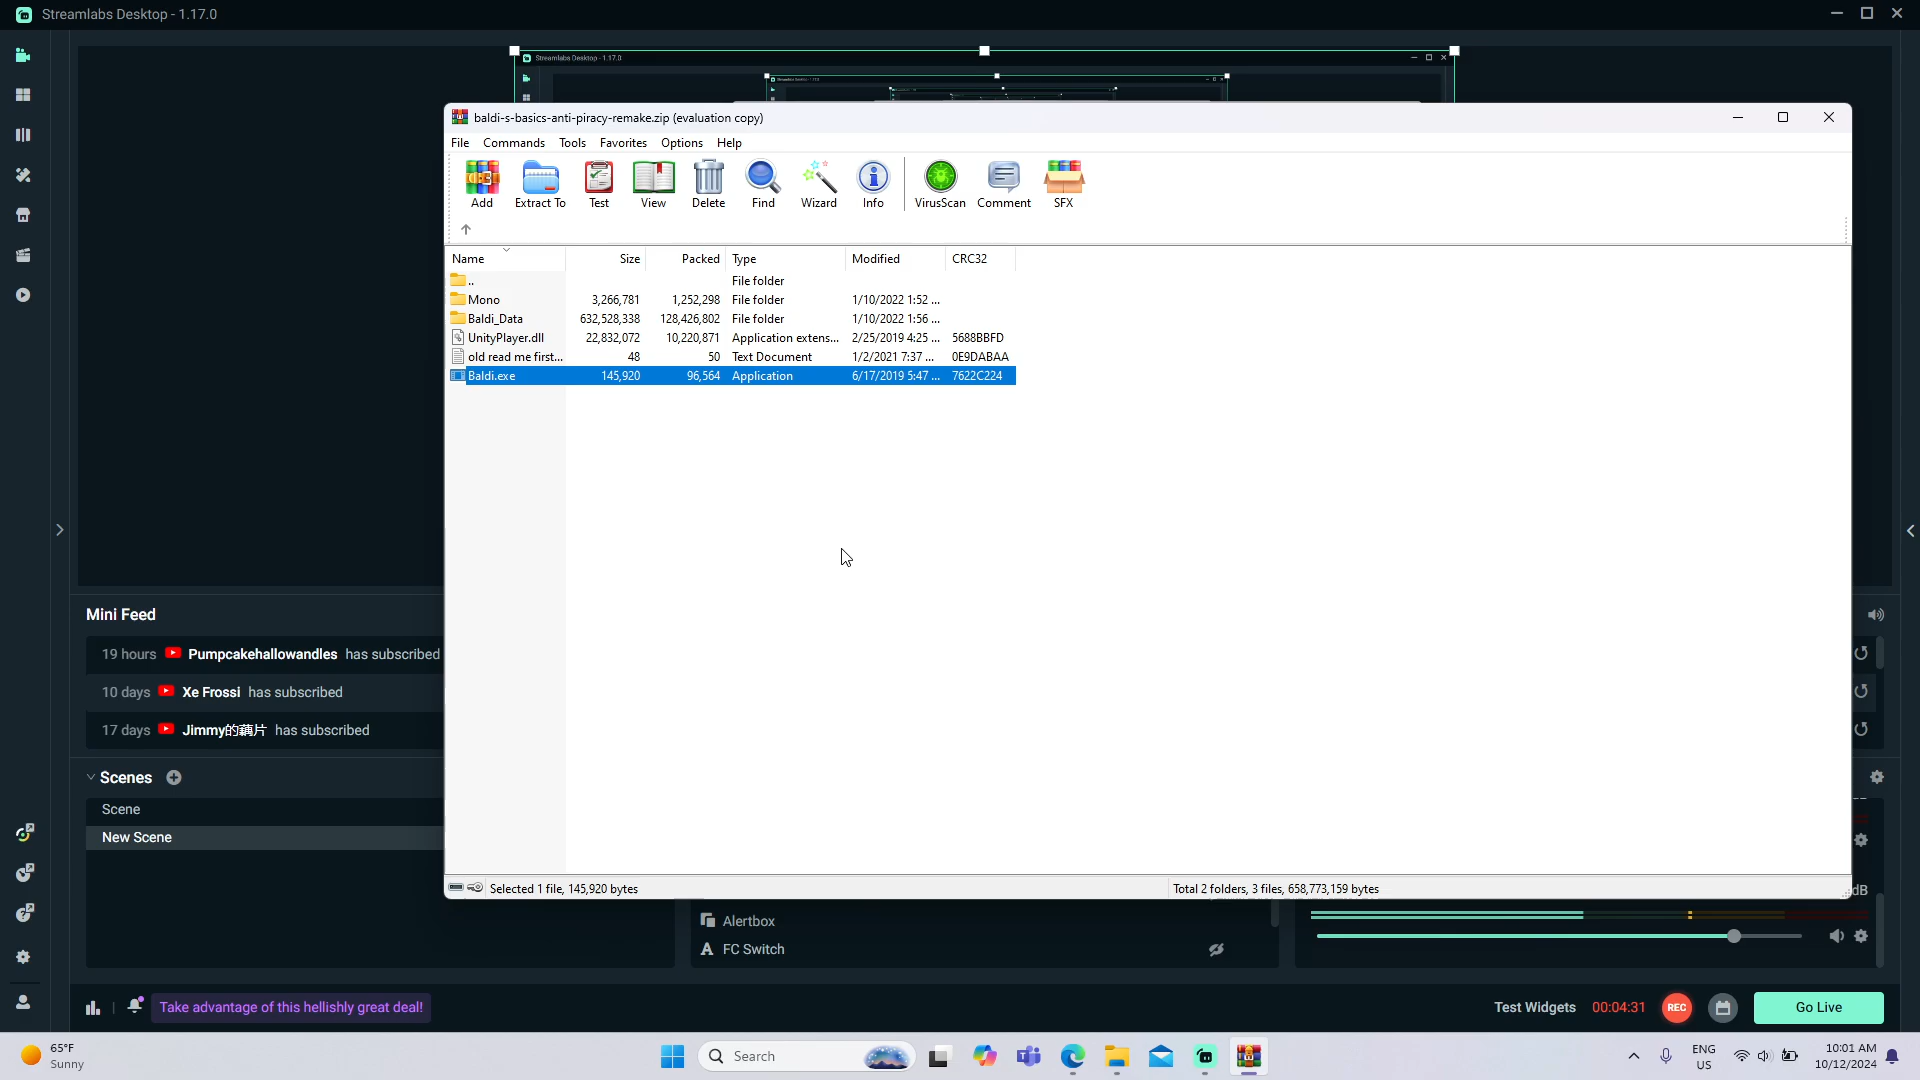 Streamlabs Desktop - 1.17.0
Streamlabs Desktop - 1.17.0
baldi-s-basics-anti-piracy-remake.zip (evaluation copy)
File Commands Tools Favorites Options Help
Add Extract To Test View Delete Find Wizard Info VirusScan Comment SFX
Name Size Packed Type Modified CRC32
.. File folder
Mono 3,266,781 1,252,298 File folder 1/10/2022 1:52 ...
Baldi_Data 632,528,338 128,426,802 File folder 1/10/2022 1:56 ...
UnityPlayer.dll 22,832,072 10,220,871 Application extens... 2/25/2019 4:25 ... 5688BBFD
old read me first... 48 50 Text Document 1/2/2021 7:37 ... 0E9DABAA
Baldi.exe 145,920 96,564 Application 6/17/2019 5:47 ... 7622C224
Mini Feed
19 hours Pumpcakehallowandles has subscribed
10 days Xe Frossi has subscribed
17 days Jimmy的藕片 has subscribed
Scenes
Scene
New Scene
Selected 1 file, 145,920 bytes
Total 2 folders, 3 files, 658,773,159 bytes
dB
Alertbox
FC Switch
Take advantage of this hellishly great deal!
Test Widgets 00:04:31 REC Go Live
65°F
Sunny
Search
ENG
US
10:01 AM
10/12/2024